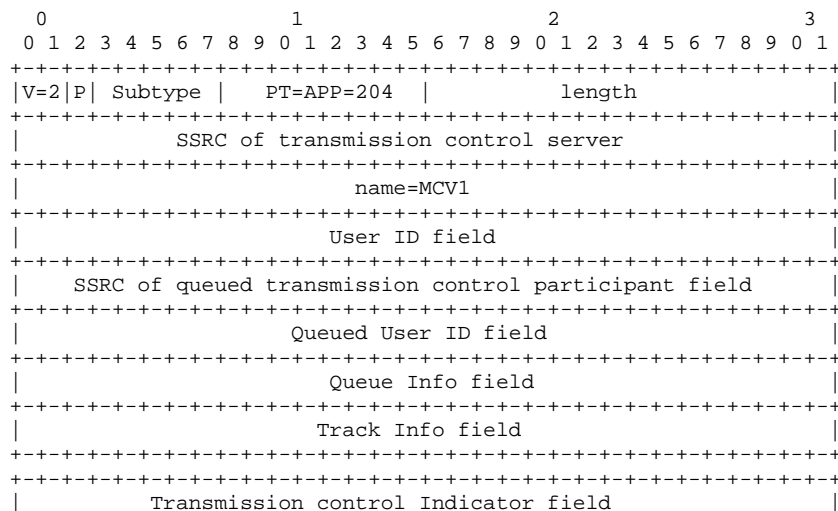 0                   1                   2                   3
0 1 2 3 4 5 6 7 8 9 0 1 2 3 4 5 6 7 8 9 0 1 2 3 4 5 6 7 8 9 0 1
+-+-+-+-+-+-+-+-+-+-+-+-+-+-+-+-+-+-+-+-+-+-+-+-+-+-+-+-+-+-+-+-+
|V=2|P| Subtype |   PT=APP=204  |          length               |
+-+-+-+-+-+-+-+-+-+-+-+-+-+-+-+-+-+-+-+-+-+-+-+-+-+-+-+-+-+-+-+-+
|            SSRC of transmission control server                |
+-+-+-+-+-+-+-+-+-+-+-+-+-+-+-+-+-+-+-+-+-+-+-+-+-+-+-+-+-+-+-+-+
|                          name=MCV1                            |
+-+-+-+-+-+-+-+-+-+-+-+-+-+-+-+-+-+-+-+-+-+-+-+-+-+-+-+-+-+-+-+-+
|                        User ID field                          |
+-+-+-+-+-+-+-+-+-+-+-+-+-+-+-+-+-+-+-+-+-+-+-+-+-+-+-+-+-+-+-+-+
|    SSRC of queued transmission control participant field      |
+-+-+-+-+-+-+-+-+-+-+-+-+-+-+-+-+-+-+-+-+-+-+-+-+-+-+-+-+-+-+-+-+
|                     Queued User ID field                      |
+-+-+-+-+-+-+-+-+-+-+-+-+-+-+-+-+-+-+-+-+-+-+-+-+-+-+-+-+-+-+-+-+
|                        Queue Info field                       |
+-+-+-+-+-+-+-+-+-+-+-+-+-+-+-+-+-+-+-+-+-+-+-+-+-+-+-+-+-+-+-+-+
|                       Track Info field                        |
+-+-+-+-+-+-+-+-+-+-+-+-+-+-+-+-+-+-+-+-+-+-+-+-+-+-+-+-+-+-+-+-+
+-+-+-+-+-+-+-+-+-+-+-+-+-+-+-+-+-+-+-+-+-+-+-+-+-+-+-+-+-+-+-+-+
|          Transmission control Indicator field                 |